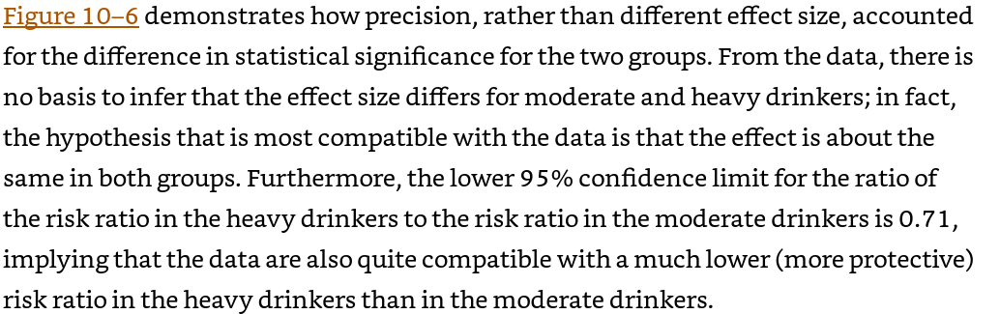 Figure 10–6 demonstrates how precision, rather than different effect size, accounted
for the difference in statistical significance for the two groups. From the data, there is
no basis to infer that the effect size differs for moderate and heavy drinkers; in fact,
the hypothesis that is most compatible with the data is that the effect is about the
same in both groups. Furthermore, the lower 95% confidence limit for the ratio of
the risk ratio in the heavy drinkers to the risk ratio in the moderate drinkers is 0.71,
implying that the data are also quite compatible with a much lower (more protective)
risk ratio in the heavy drinkers than in the moderate drinkers.